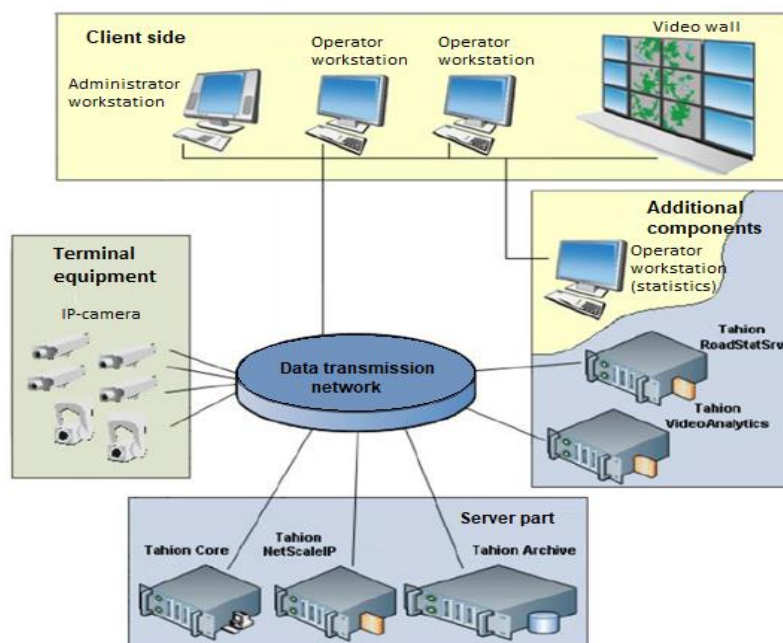 Client side
Administrator
workstation
Operator
workstation
Operator
workstation
Video wall
Terminal
equipment
IP-camera
Additional
components
Operator
workstation
(statistics)
Data transmission
network
Tahion
RoadStatSrv
Tahion
VideoAnalytics
Server part
Tahion Core
Tahion
NetScaleIP
Tahion Archive